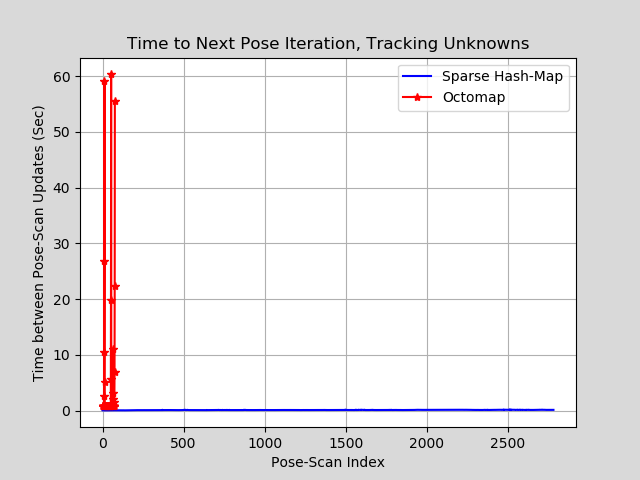 Time to Next Pose Iteration, Tracking Unknowns
Sparse Hash-Map
Octomap
Time between Pose-Scan Updates (Sec)
60
50
40
30
20
10
0
0 500 1000 1500 2000 2500
Pose-Scan Index